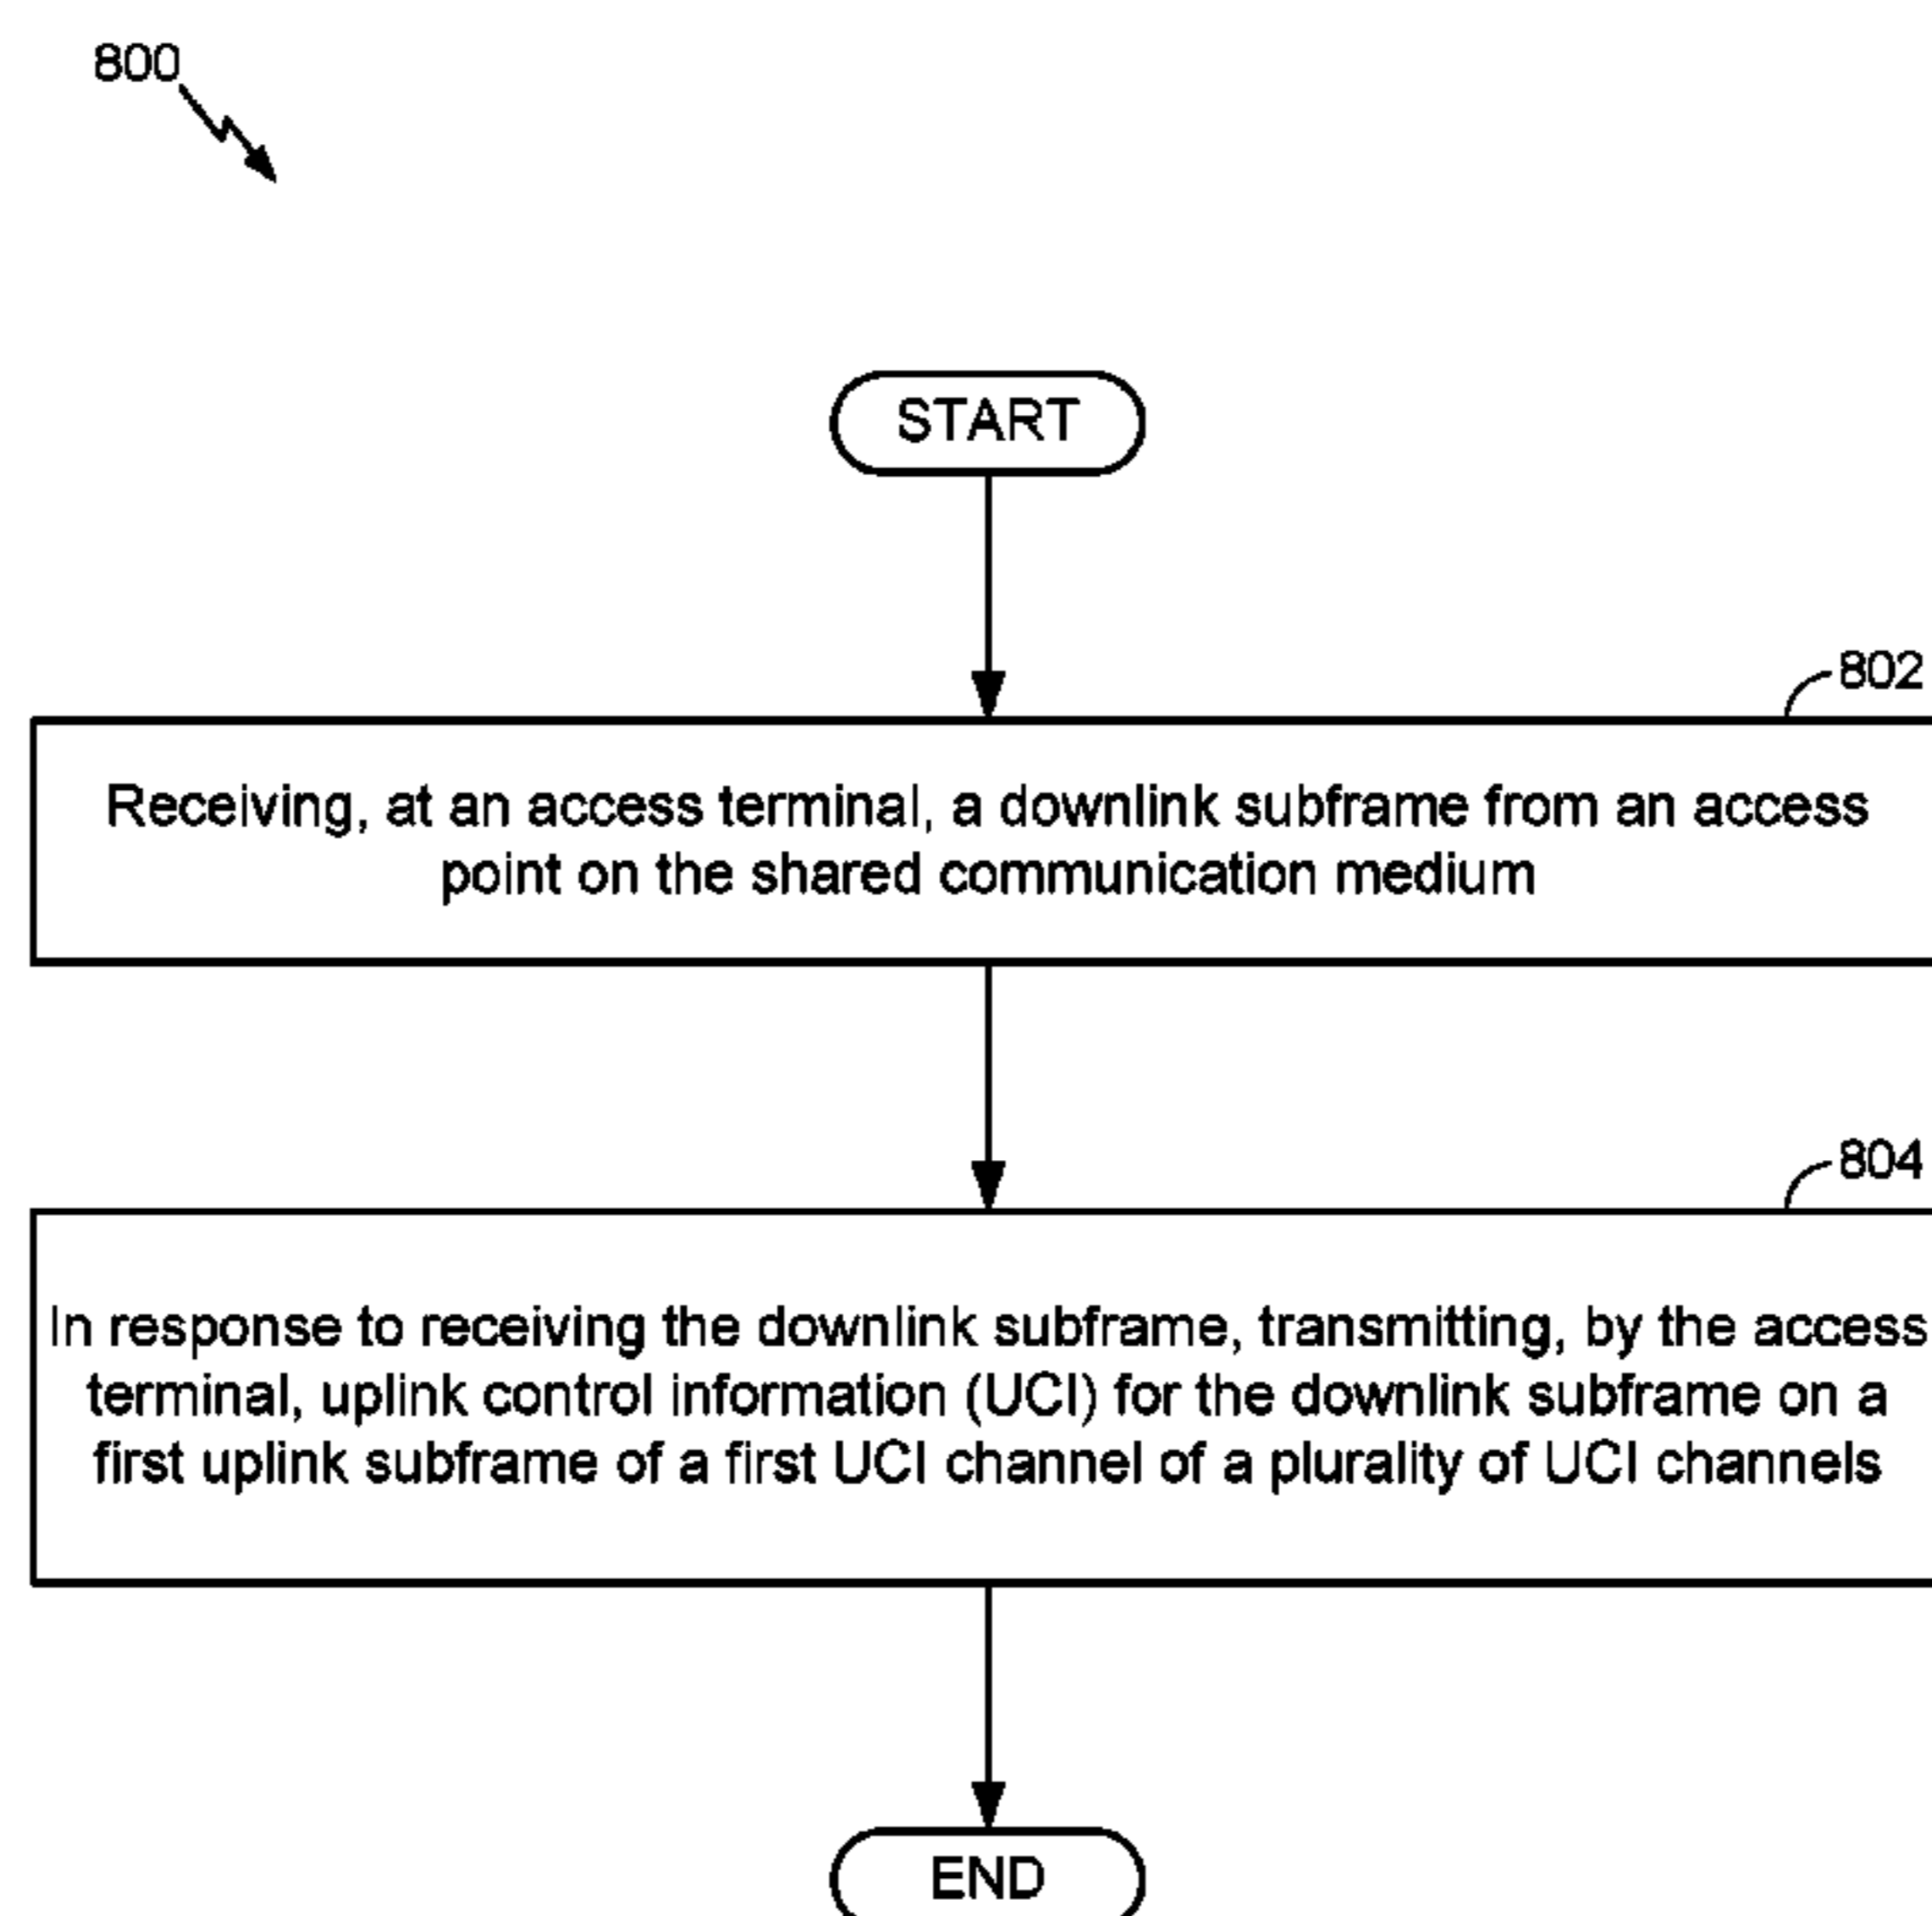 800
START
802
Receiving, at an access terminal, a downlink subframe from an access
point on the shared communication medium
804
In response to receiving the downlink subframe, transmitting, by the access
terminal, uplink control information (UCI) for the downlink subframe on a
first uplink subframe of a first UCI channel of a plurality of UCI channels
END